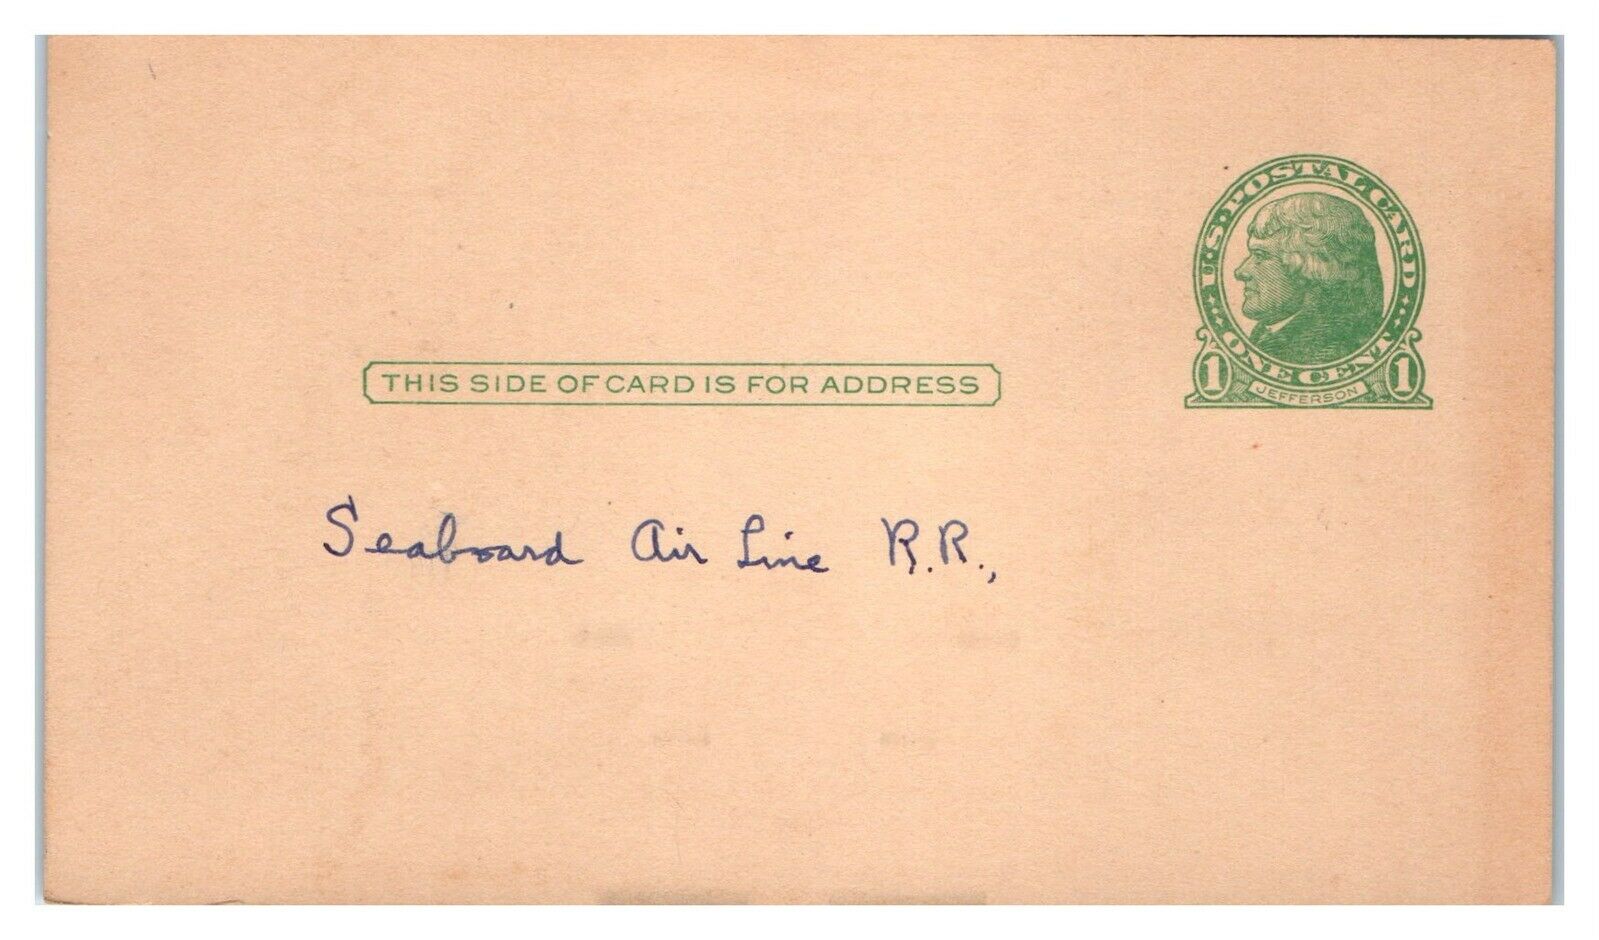 U.S. POSTAL CARD
ONE CENT
1 JEFFERSON 1
THIS SIDE OF CARD IS FOR ADDRESS
Seaboard Air Line R.R.,